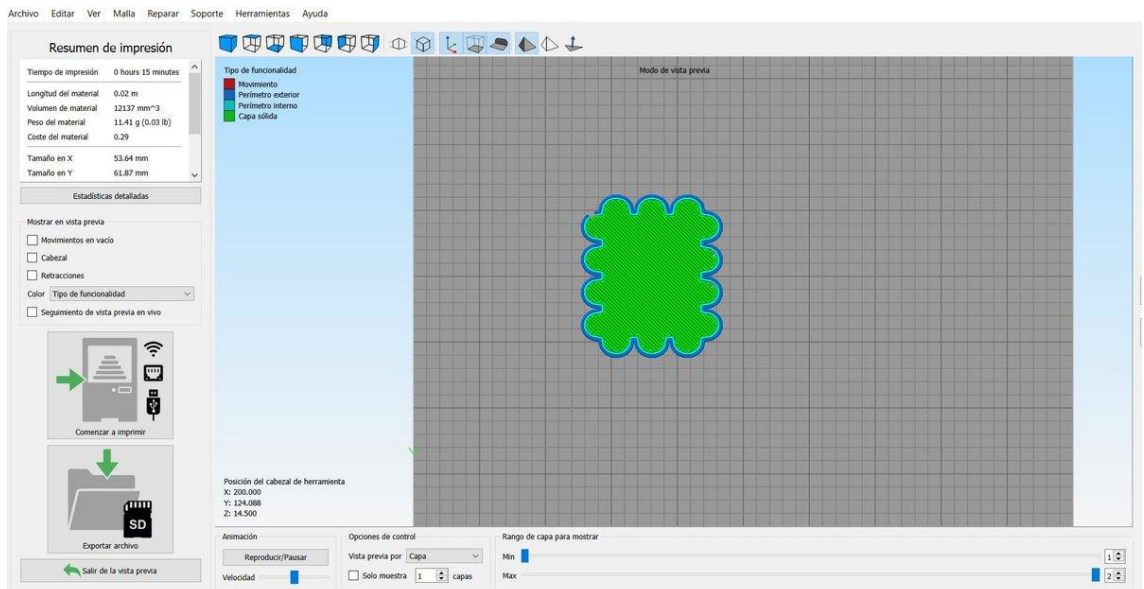 Archivo Editar Ver Malla Reparar Soporte Herramientas Ayuda
Resumen de impresión
Tiempo de impresión 0 hours 15 minutes
Longitud del material 0.02 m
Volumen de material 12137 mm^3
Peso del material 11.41 g (0.03 lb)
Coste del material 0.29
Tamaño en X 53.64 mm
Tamaño en Y 61.87 mm
Estadísticas detalladas
Mostrar en vista previa
Movimientos en vacío
Cabezal
Retracciones
Color Tipo de funcionalidad
Seguimiento de vista previa en vivo
Comenzar a imprimir
SD
Exportar archivo
Salir de la vista previa
Tipo de funcionalidad
Movimiento
Perímetro exterior
Perímetro interno
Capa sólida
Modo de vista previa
Posición del cabezal de herramienta
X: 200.000
Y: 124.088
Z: 14.500
Animación
Reproducir/Pausar
Velocidad
Opciones de control
Vista previa por Capa
Solo muestra 1 capas
Rango de capa para mostrar
Min 1
Max 2